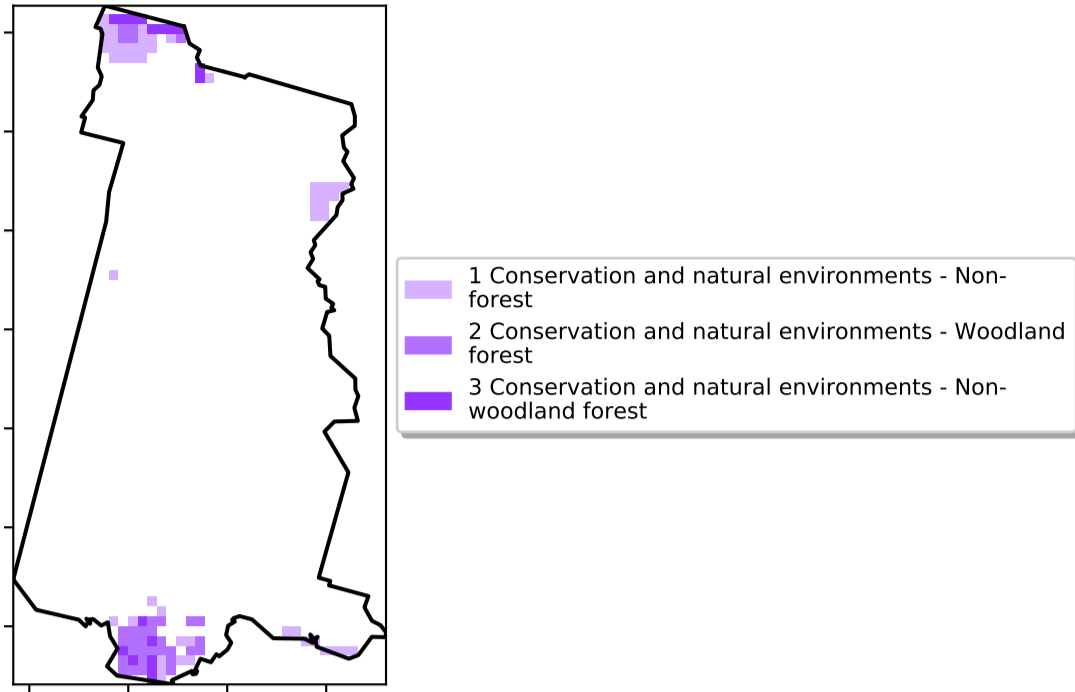 1 Conservation and natural environments - Non-
forest
2 Conservation and natural environments - Woodland
forest
3 Conservation and natural environments - Non-
woodland forest